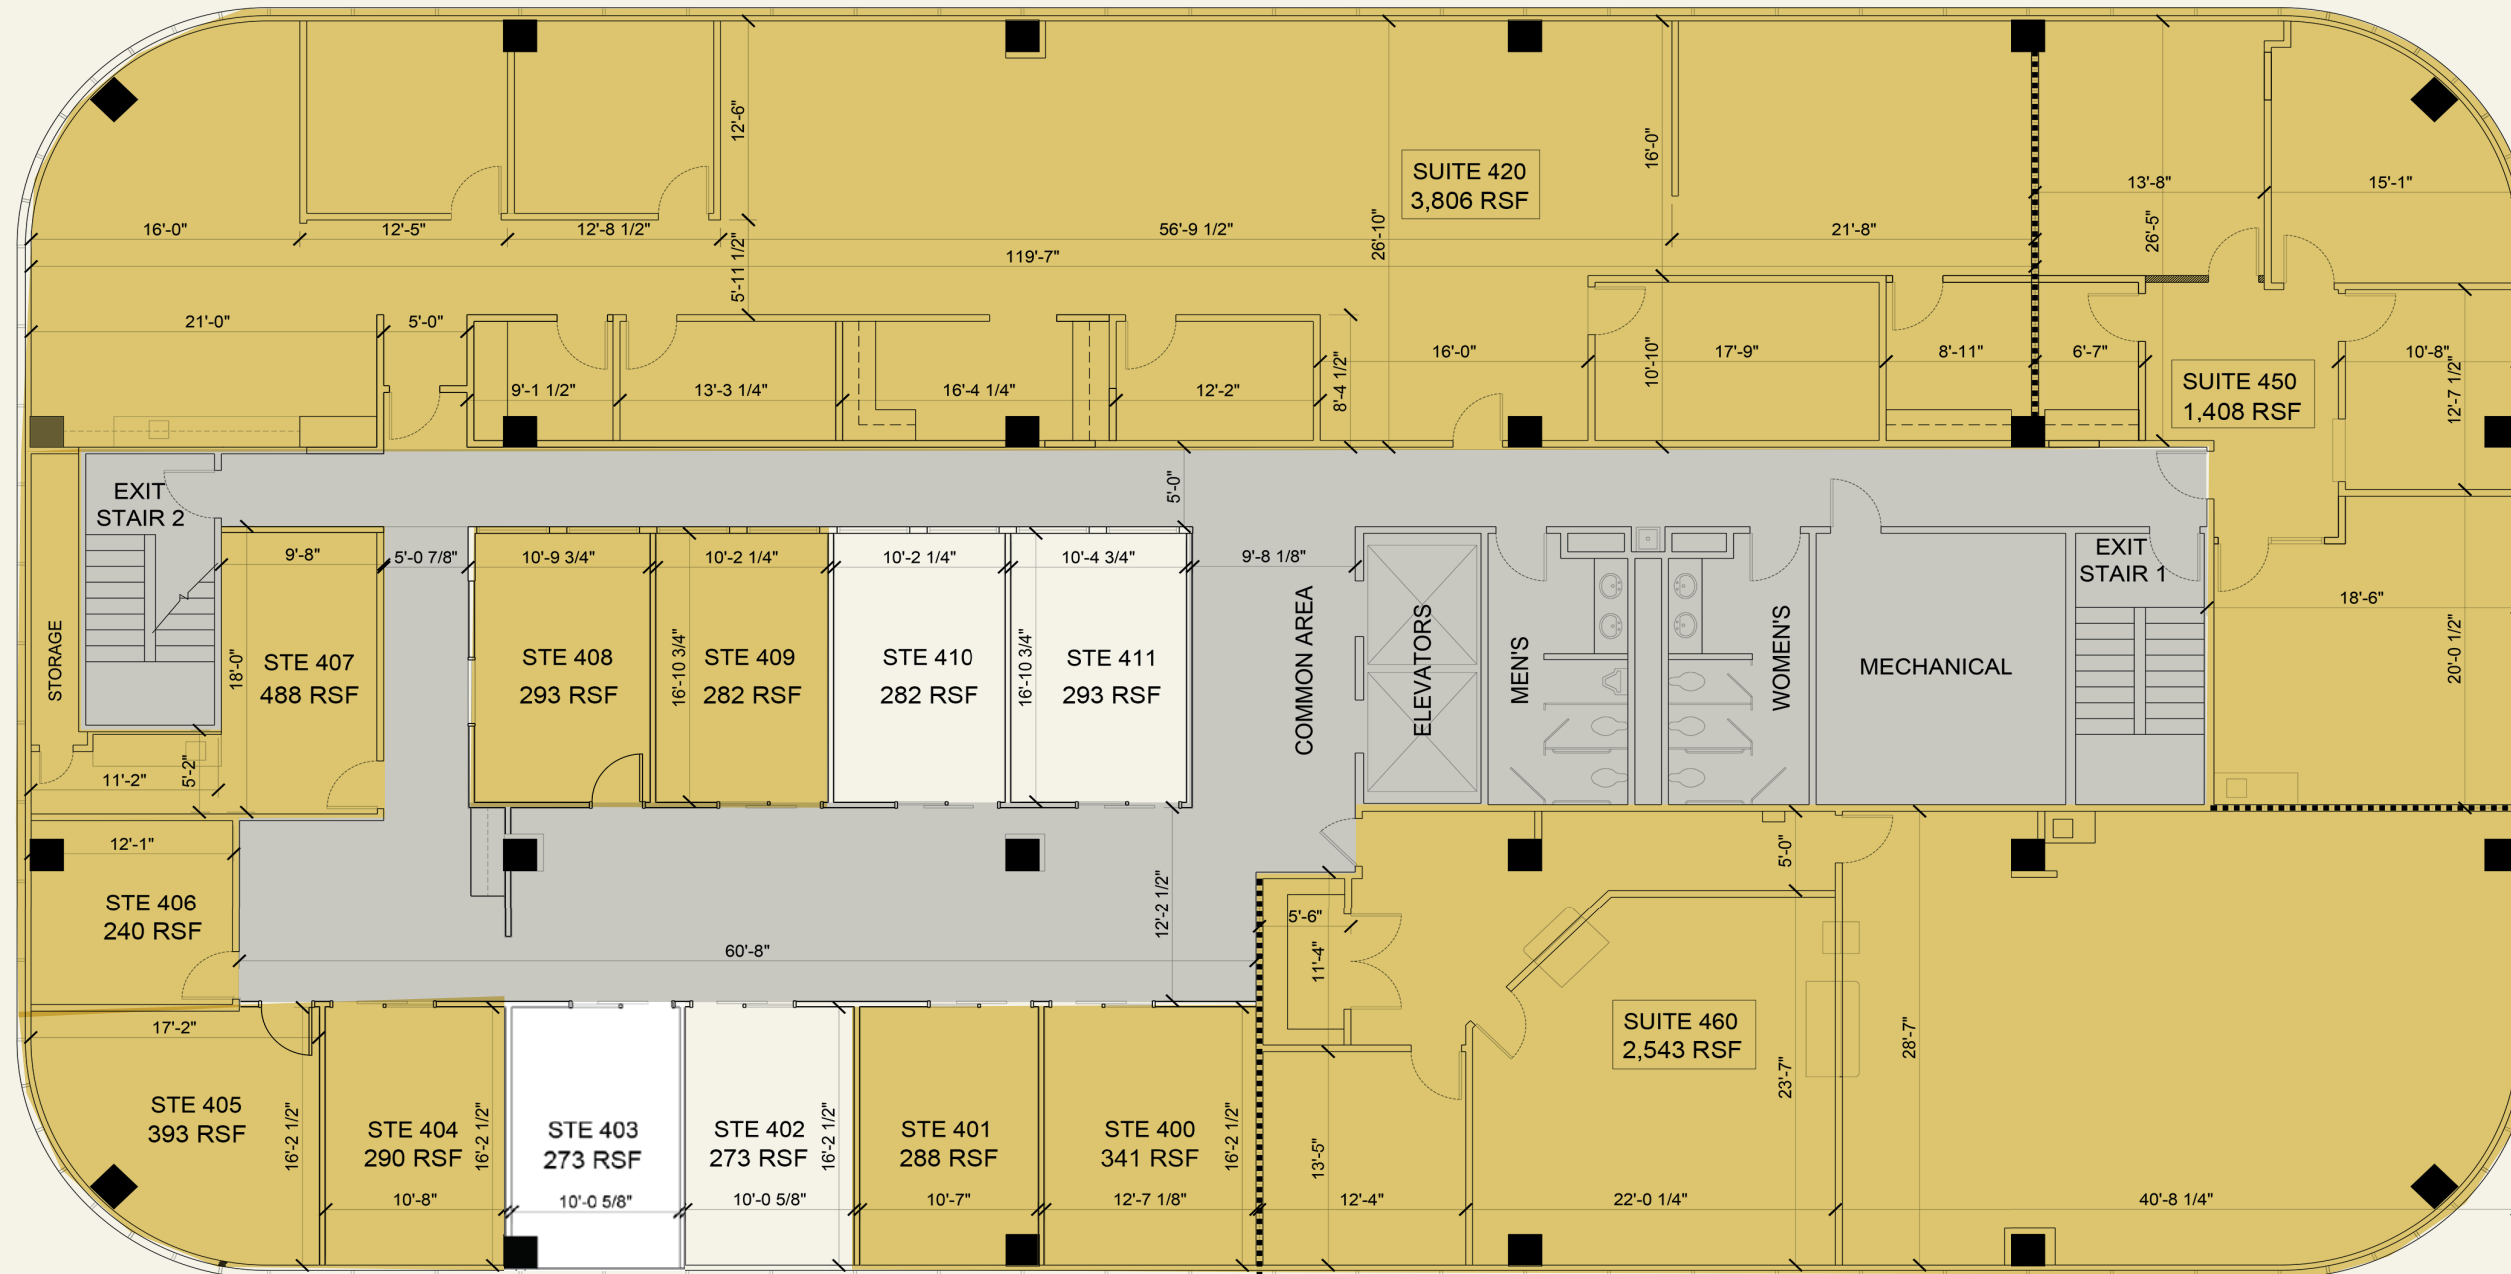 12'-6"
16'-0"
SUITE 420
3,806 RSF
13'-8"
15'-1"
16'-0"
12'-5"
12'-8 1/2"
56'-9 1/2"
26'-10"
21'-8"
26'-5"
119'-7"
5'-11 1/2"
21'-0"
5'-0"
16'-0"
10'-10"
17'-9"
8'-11"
6'-7"
10'-8"
9'-1 1/2"
13'-3 1/4"
16'-4 1/4"
12'-2"
8'-4 1/2"
SUITE 450
1,408 RSF
12'-7 1/2"
EXIT
STAIR 2
5'-0"
9'-8"
5'-0 7/8"
10'-9 3/4"
10'-2 1/4"
10'-2 1/4"
10'-4 3/4"
9'-8 1/8"
EXIT
STAIR 1
18'-6"
STORAGE
18'-0"
STE 407
488 RSF
STE 408
293 RSF
16'-10 3/4"
STE 409
282 RSF
STE 410
282 RSF
16'-10 3/4"
STE 411
293 RSF
COMMON AREA
ELEVATORS
MEN'S
WOMEN'S
MECHANICAL
20'-0 1/2"
11'-2"
5'-2"
12'-1"
5'-0"
STE 406
240 RSF
12'-2 1/2"
5'-6"
60'-8"
11'-4"
17'-2"
SUITE 460
2,543 RSF
28'-7"
23'-7"
STE 405
393 RSF
16'-2 1/2"
STE 404
290 RSF
16'-2 1/2"
STE 403
273 RSF
STE 402
273 RSF
16'-2 1/2"
STE 401
288 RSF
STE 400
341 RSF
16'-2 1/2"
13'-5"
10'-8"
10'-0 5/8"
10'-0 5/8"
10'-7"
12'-7 1/8"
12'-4"
22'-0 1/4"
40'-8 1/4"